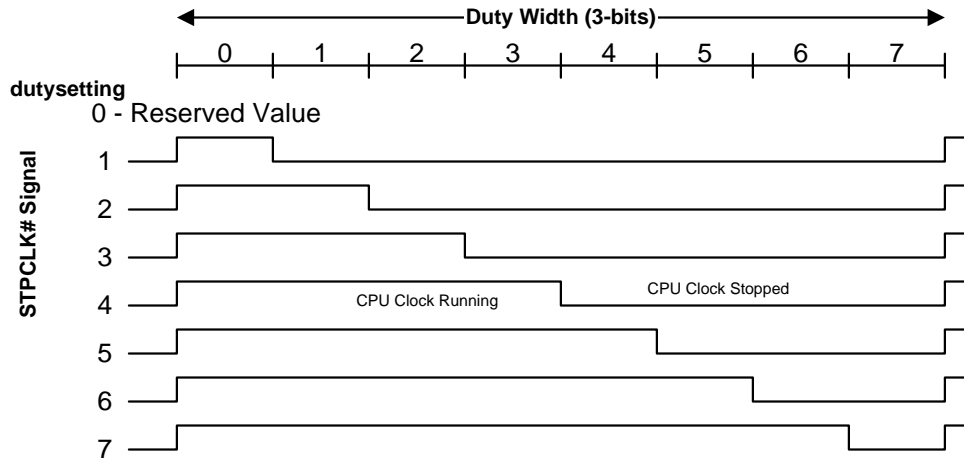 Duty Width (3-bits)
0 1 2 3 4 5 6 7
dutysetting
0 - Reserved Value
STPCLK# Signal
1
2
3
4 CPU Clock Running CPU Clock Stopped
5
6
7